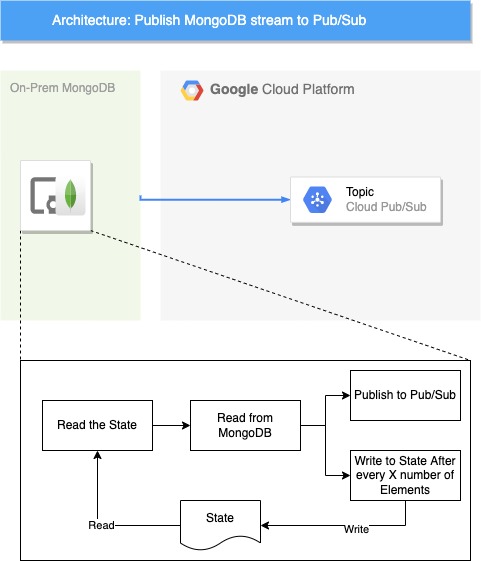 Architecture: Publish MongoDB stream to Pub/Sub
On-Prem MongoDB
Google Cloud Platform
Topic
Cloud Pub/Sub
Read the State
Read from
MongoDB
Publish to Pub/Sub
Write to State After
every X number of
Elements
State
Read
Write